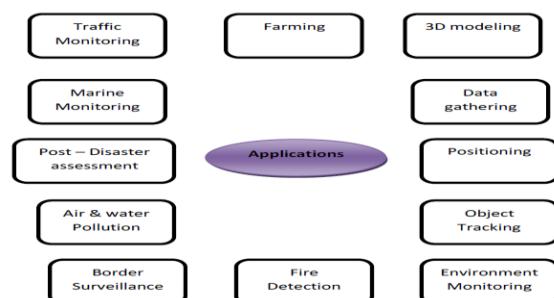 Traffic
Monitoring
Farming
3D modeling
Marine
Monitoring
Data
gathering
Post – Disaster
assessment
Applications
Positioning
Air & water
Pollution
Object
Tracking
Border
Surveillance
Fire
Detection
Environment
Monitoring